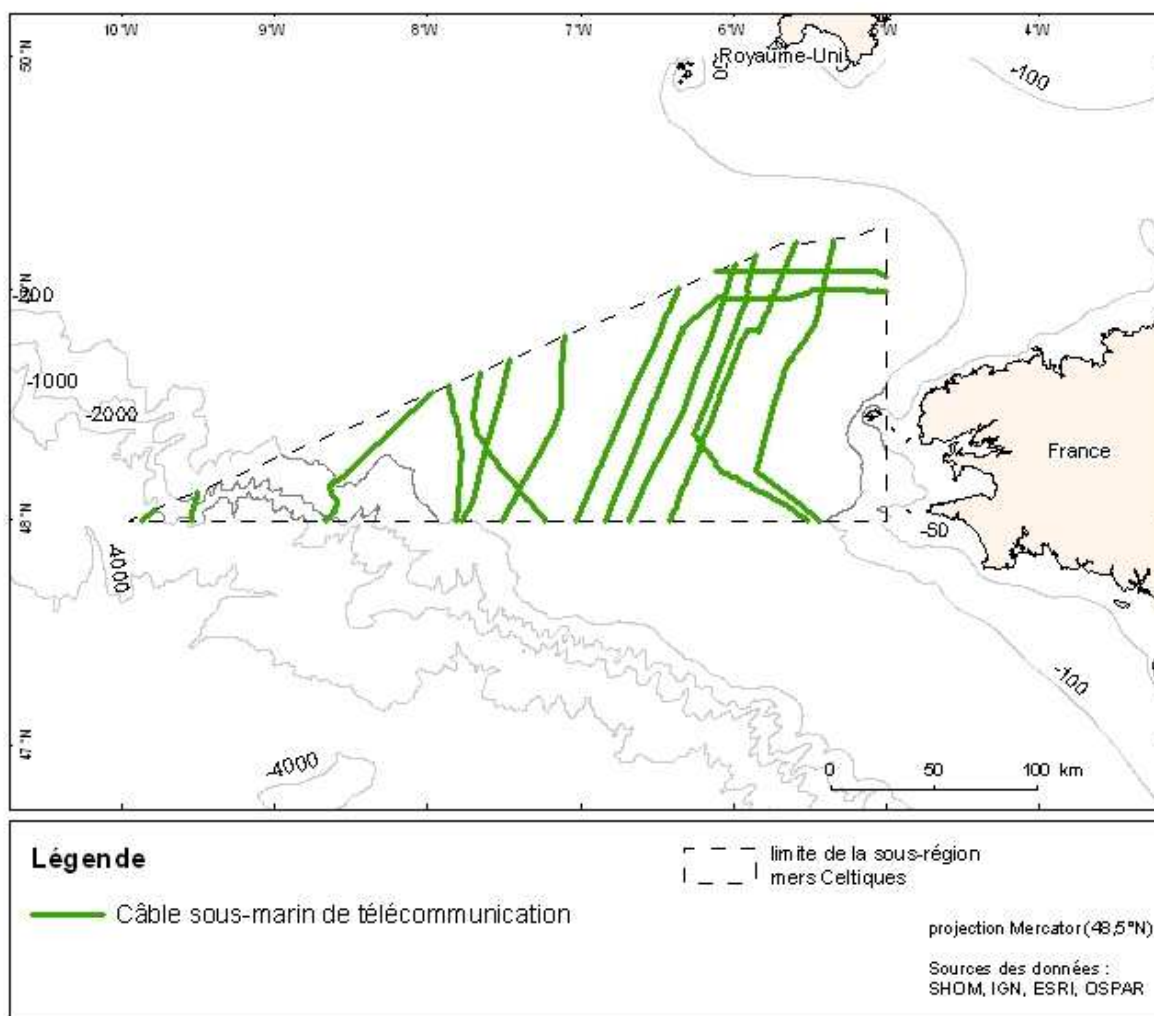 10°W 9°W 8°W 7°W 6°W 5°W 4°W
50°N
Royaume-Uni
-50
-100
-200
-1000
-2000
48°N
France
-50
-4000
-100
47°N
-4000
0 50 100 km
Légende
limite de la sous-région
mers Celtiques
Câble sous-marin de télécommunication
projection Mercator (48,5°N)
Sources des données :
SHOM, IGN, ESRI, OSPAR